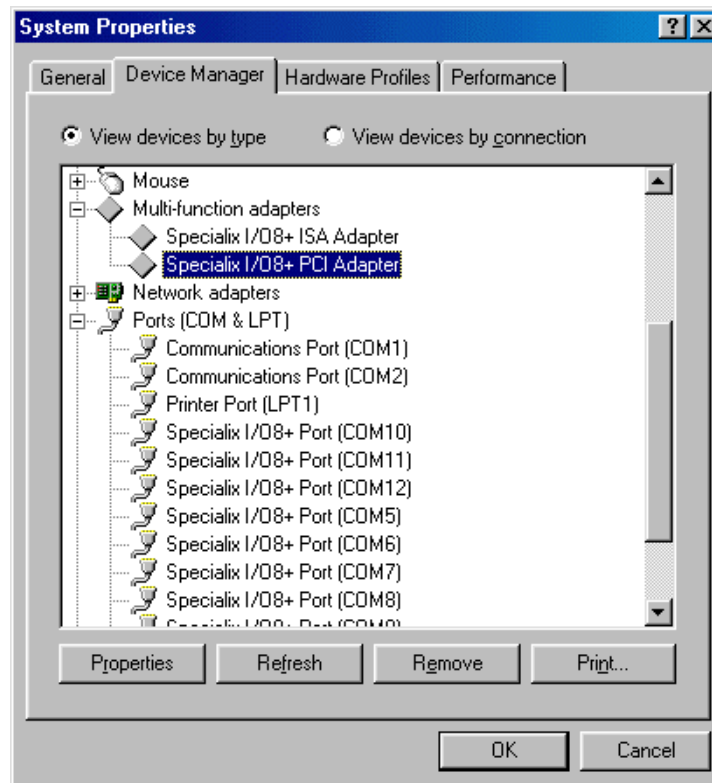 System Properties
General Device Manager Hardware Profiles Performance
View devices by type View devices by connection
Mouse
Multi-function adapters
Specialix I/O8+ ISA Adapter
Specialix I/O8+ PCI Adapter
Network adapters
Ports (COM & LPT)
Communications Port (COM1)
Communications Port (COM2)
Printer Port (LPT1)
Specialix I/O8+ Port (COM10)
Specialix I/O8+ Port (COM11)
Specialix I/O8+ Port (COM12)
Specialix I/O8+ Port (COM5)
Specialix I/O8+ Port (COM6)
Specialix I/O8+ Port (COM7)
Specialix I/O8+ Port (COM8)
Properties Refresh Remove Print...
OK Cancel